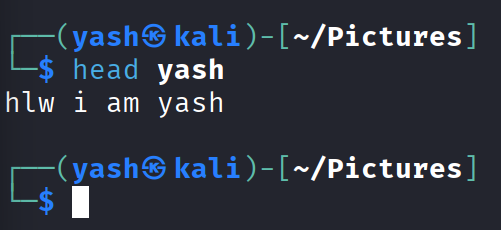 ┌──(yash㉿kali)-[~/Pictures]
└─$ head yash
hlw i am yash
┌──(yash㉿kali)-[~/Pictures]
└─$